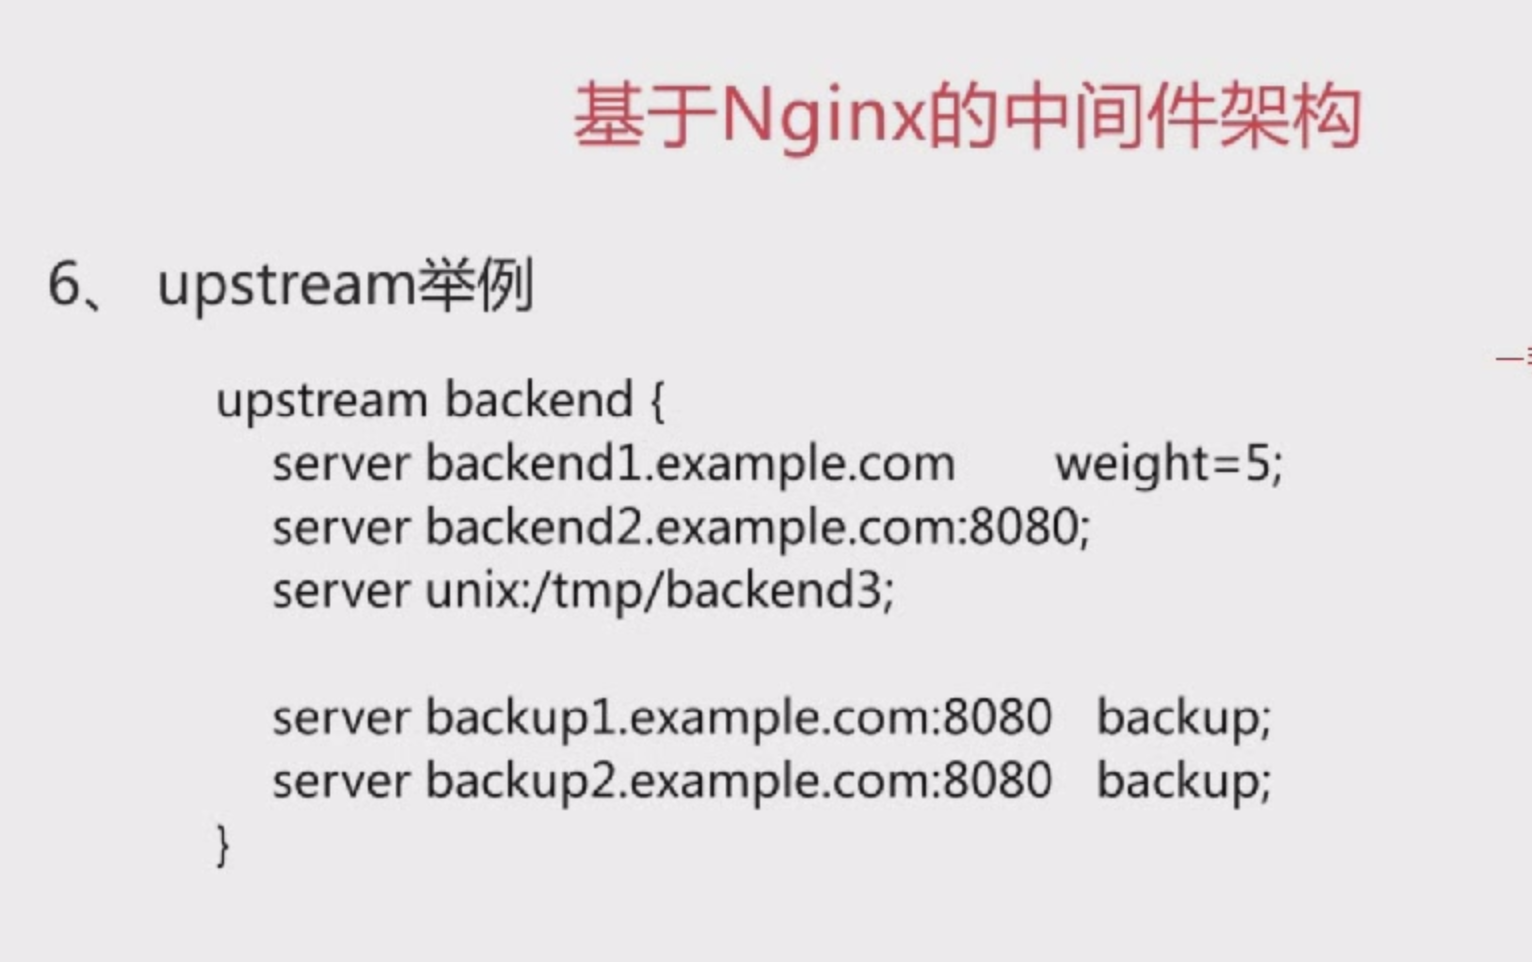 基于Nginx的中间件架构
6、 upstream举例
upstream backend {
server backend1.example.com weight=5;
server backend2.example.com:8080;
server unix:/tmp/backend3;
server backup1.example.com:8080 backup;
server backup2.example.com:8080 backup;
}